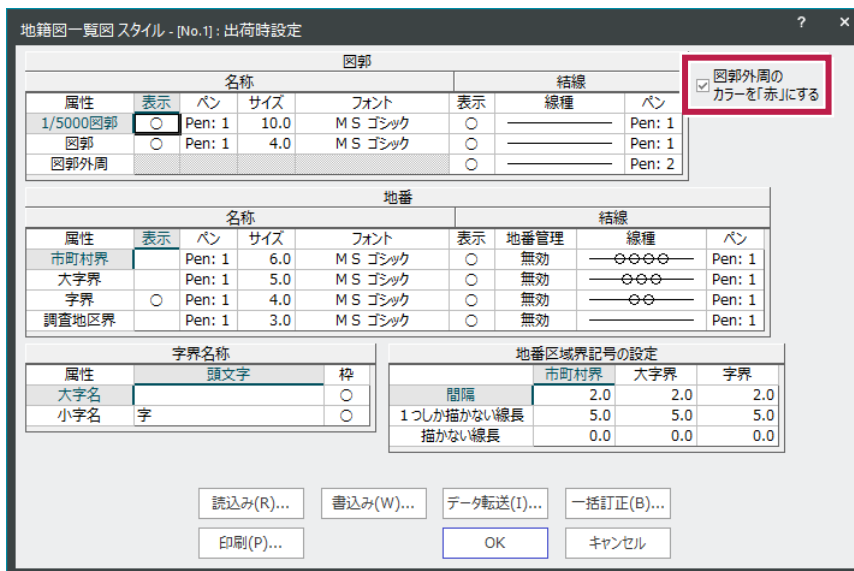 地籍図一覧図 スタイル - [No.1] : 出荷時設定 ? ×
図郭
名称 結線
属性 表示 ペン サイズ フォント 表示 線種 ペン
1/5000図郭 ○ Pen: 1 10.0 ＭＳ ゴシック ○ Pen: 1
図郭 ○ Pen: 1 4.0 ＭＳ ゴシック ○ Pen: 1
図郭外周 ○ Pen: 2
図郭外周の
カラーを「赤」にする
地番
名称 結線
属性 表示 ペン サイズ フォント 表示 地番管理 線種 ペン
市町村界 Pen: 1 6.0 ＭＳ ゴシック ○ 無効 Pen: 1
大字界 Pen: 1 5.0 ＭＳ ゴシック ○ 無効 Pen: 1
字界 ○ Pen: 1 4.0 ＭＳ ゴシック ○ 無効 Pen: 1
調査地区界 Pen: 1 3.0 ＭＳ ゴシック ○ 無効 Pen: 1
字界名称
属性 頭文字 枠
大字名 ○
小字名 字 ○
地番区域界記号の設定
市町村界 大字界 字界
間隔 2.0 2.0 2.0
１つしか描かない線長 5.0 5.0 5.0
描かない線長 0.0 0.0 0.0
読込み(R)... 書込み(W)... データ転送(I)... 一括訂正(B)...
印刷(P)... OK キャンセル